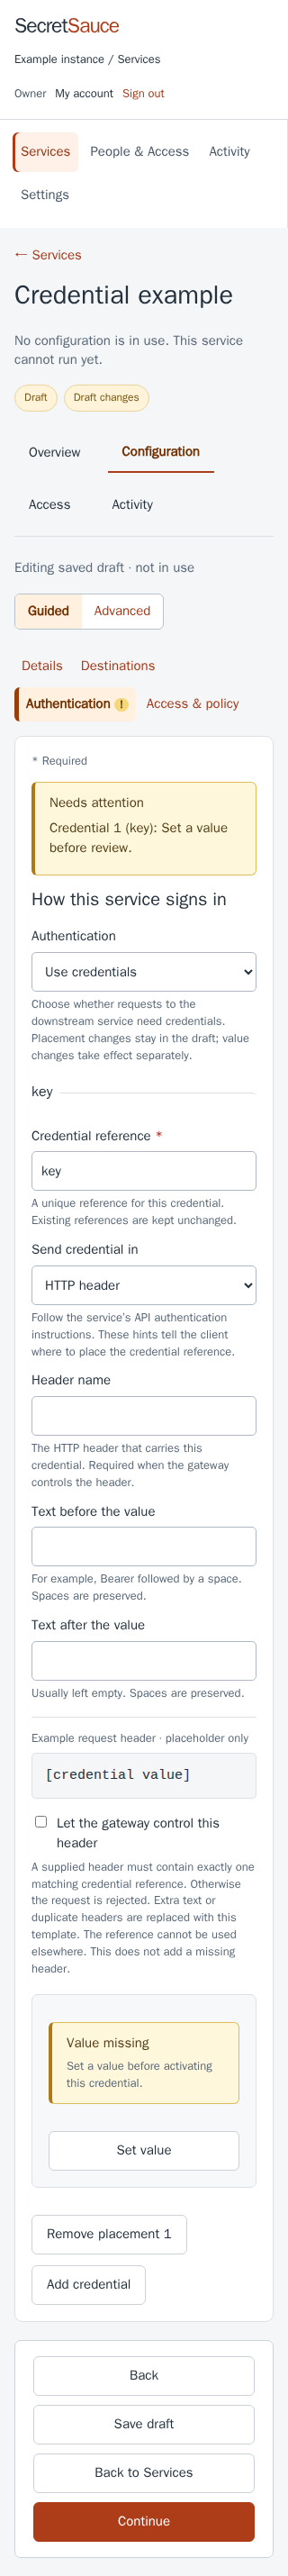 SecretSauce
Example instance / Services
Owner My account Sign out
Services People & Access Activity
Settings
← Services
Credential example
No configuration is in use. This service
cannot run yet.
Draft Draft changes
Overview Configuration
Access Activity
Editing saved draft · not in use
Guided Advanced
Details Destinations
Authentication ! Access & policy
* Required
Needs attention
Credential 1 (key): Set a value
before review.
How this service signs in
Authentication
Use credentials
Choose whether requests to the
downstream service need credentials.
Placement changes stay in the draft; value
changes take effect separately.
key
Credential reference *
key
A unique reference for this credential.
Existing references are kept unchanged.
Send credential in
HTTP header
Follow the service's API authentication
instructions. These hints tell the client
where to place the credential reference.
Header name
The HTTP header that carries this
credential. Required when the gateway
controls the header.
Text before the value
For example, Bearer followed by a space.
Spaces are preserved.
Text after the value
Usually left empty. Spaces are preserved.
Example request header · placeholder only
[credential value]
Let the gateway control this
header
A supplied header must contain exactly one
matching credential reference. Otherwise
the request is rejected. Extra text or
duplicate headers are replaced with this
template. The reference cannot be used
elsewhere. This does not add a missing
header.
Value missing
Set a value before activating
this credential.
Set value
Remove placement 1
Add credential
Back
Save draft
Back to Services
Continue